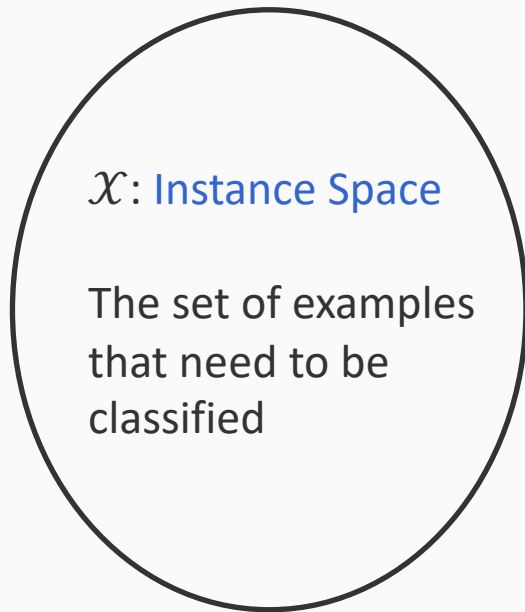 𝒳: Instance Space
The set of examples
that need to be
classified